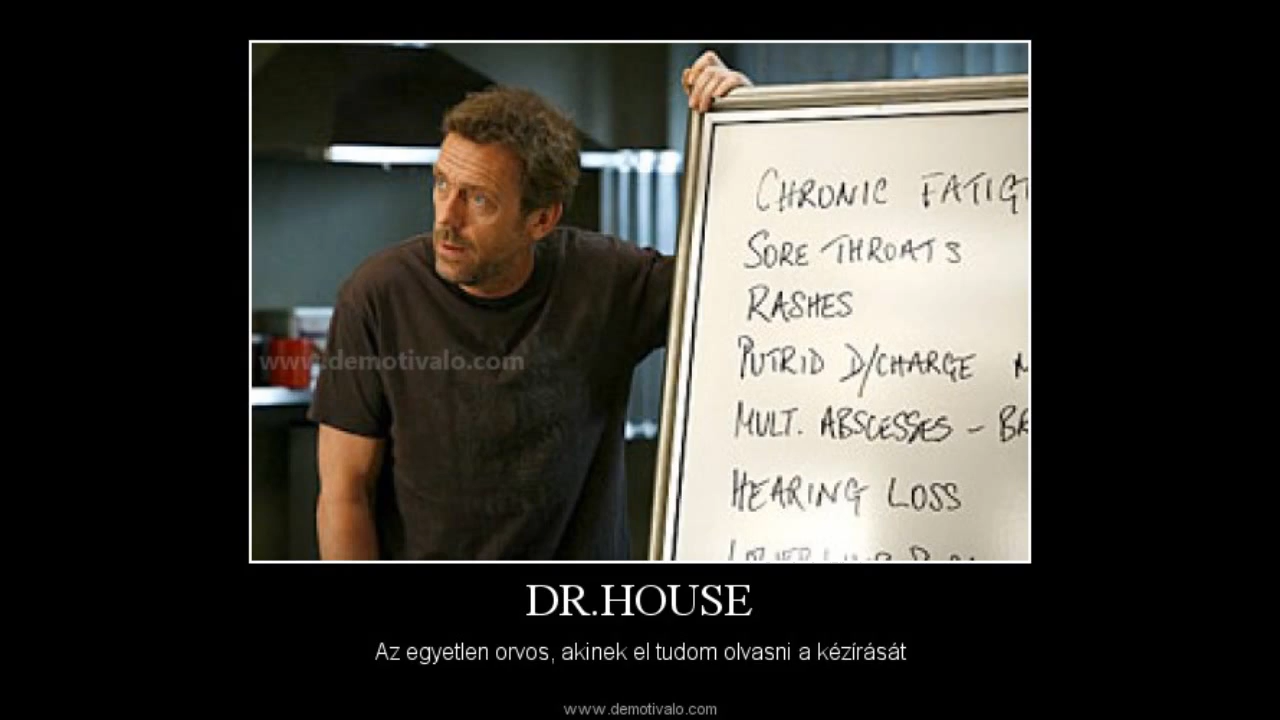 CHRONIC FATIG
SORE THROATS
RASHES
PUTRID D/CHARGE
MULT. ABSCESSES -
HEARING LOSS
www.demotivalo.com
DR.HOUSE
Az egyetlen orvos, akinek el tudom olvasni a kézírását
www.demotivalo.com